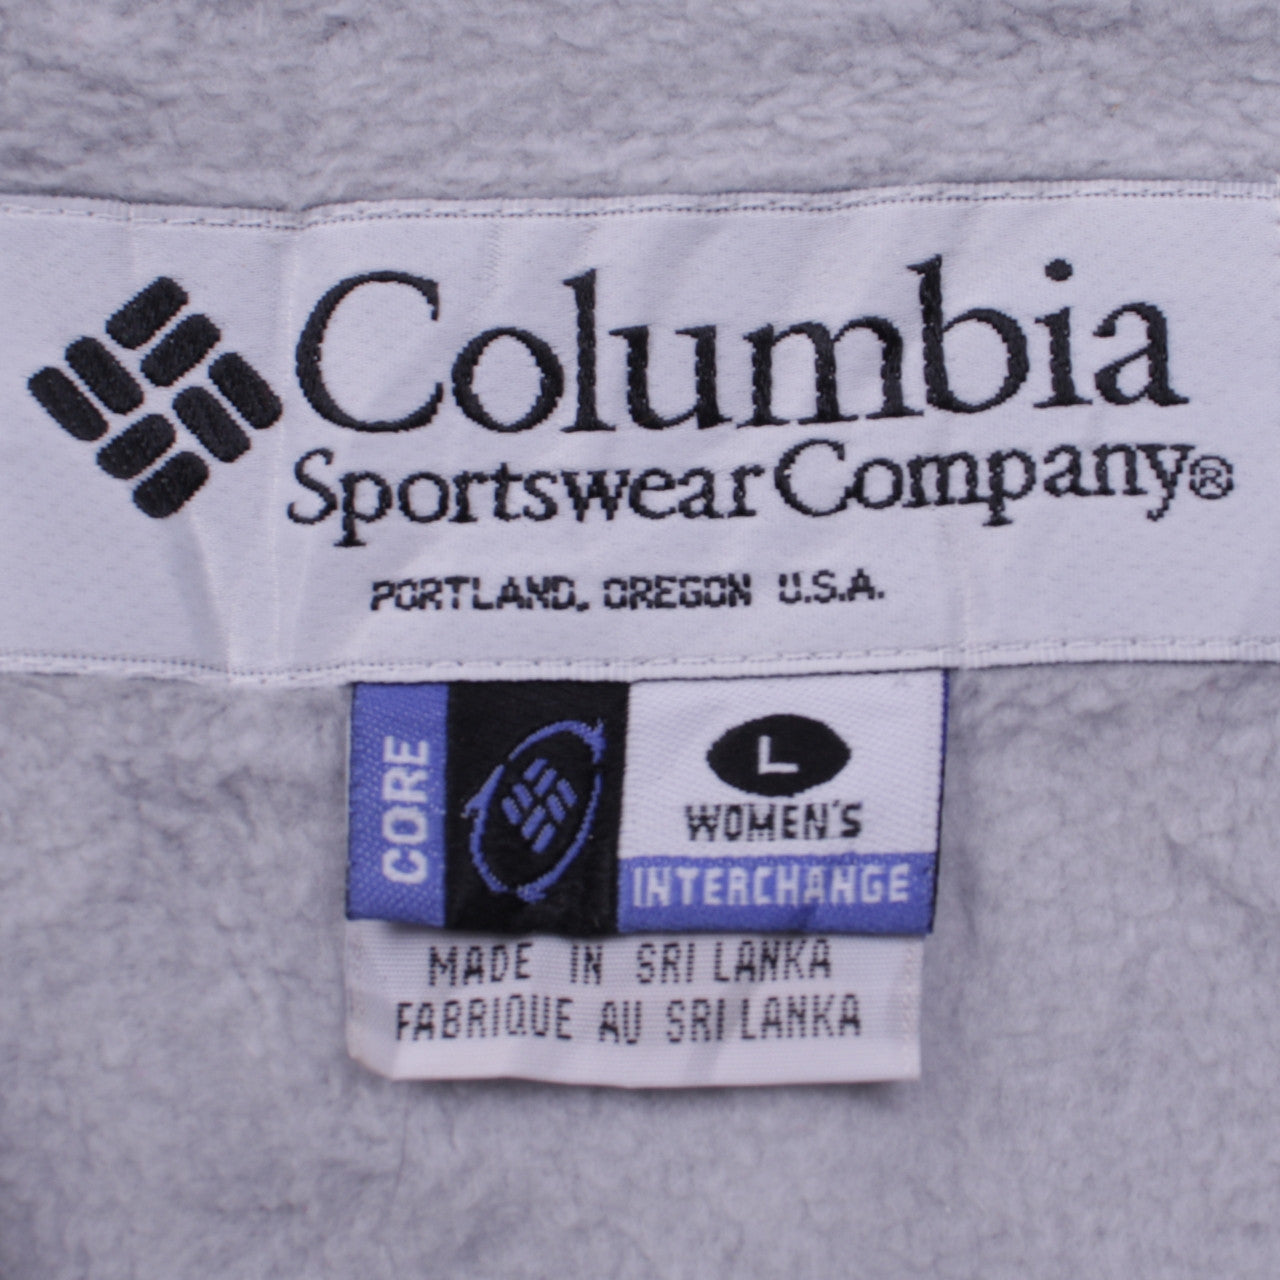 Columbia
Sportswear Company®
PORTLAND, OREGON U.S.A.
CORE
L
WOMEN'S
INTERCHANGE
MADE IN SRI LANKA
FABRIQUE AU SRI LANKA